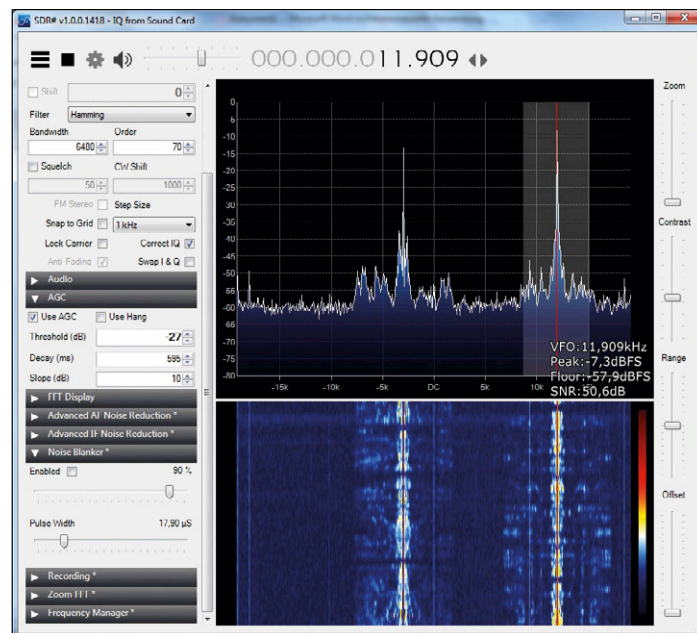 SDR# v1.0.0.1418 - IQ from Sound Card
000.000.011.909
Shift 0
Filter Hamming
Bandwidth Order
6400 70
Squelch CW Shift
50 1000
FM Stereo Step Size
Snap to Grid 1 kHz
Lock Carrier Correct IQ
Anti Fading Swap I & Q
Audio
AGC
Use AGC Use Hang
Threshold (dB) -27
Decay (ms) 595
Slope (dB) 10
FFT Display
Advanced AF Noise Reduction *
Advanced IF Noise Reduction *
Noise Blanker *
Enabled 90 %
Pulse Width 17,90 µS
Recording *
Zoom FFT *
Frequency Manager *
0
-5
-10
-15
-20
-25
-30
-35
-40
-45
-50
-55
-60
-65
-70
-75
-80
-15k -10k -5k DC 5k 10k
VFO:11,909kHz
Peak:-7,3dBFS
Floor:-57,9dBFS
SNR:50,6dB
Zoom
Contrast
Range
Offset